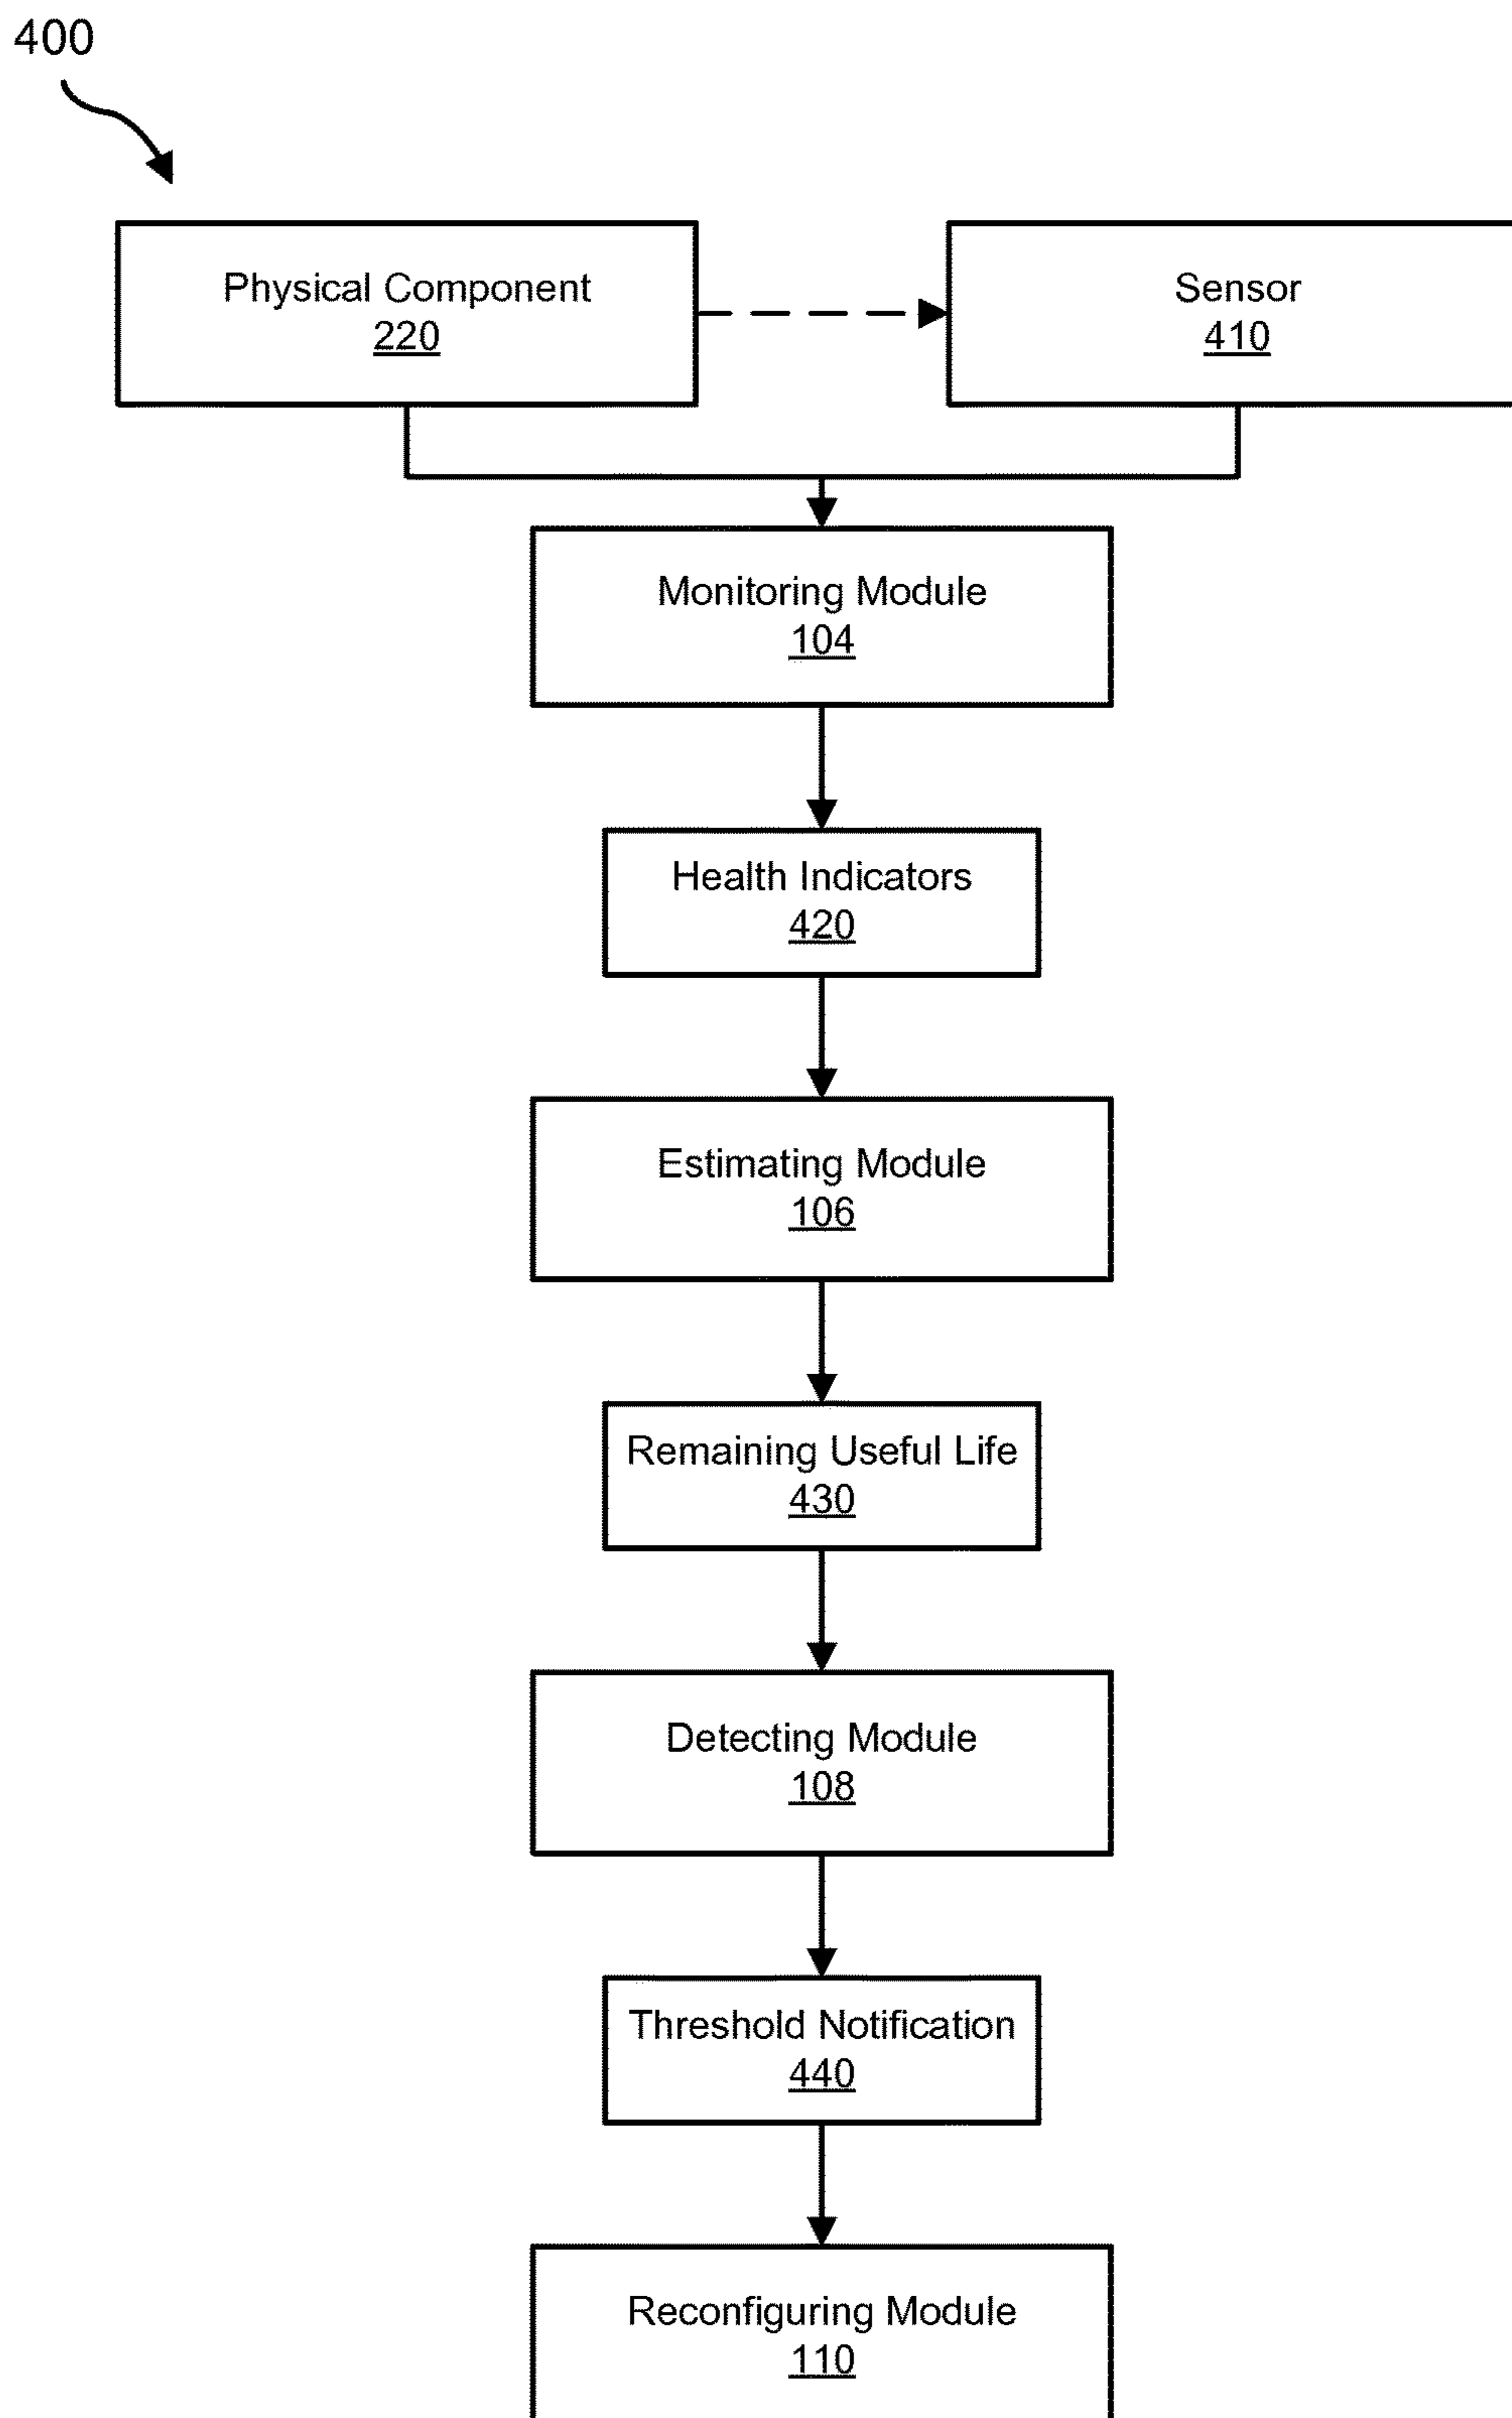 400
Physical Component
220
Sensor
410
Monitoring Module
104
Health Indicators
420
Estimating Module
106
Remaining Useful Life
430
Detecting Module
108
Threshold Notification
440
Reconfiguring Module
110